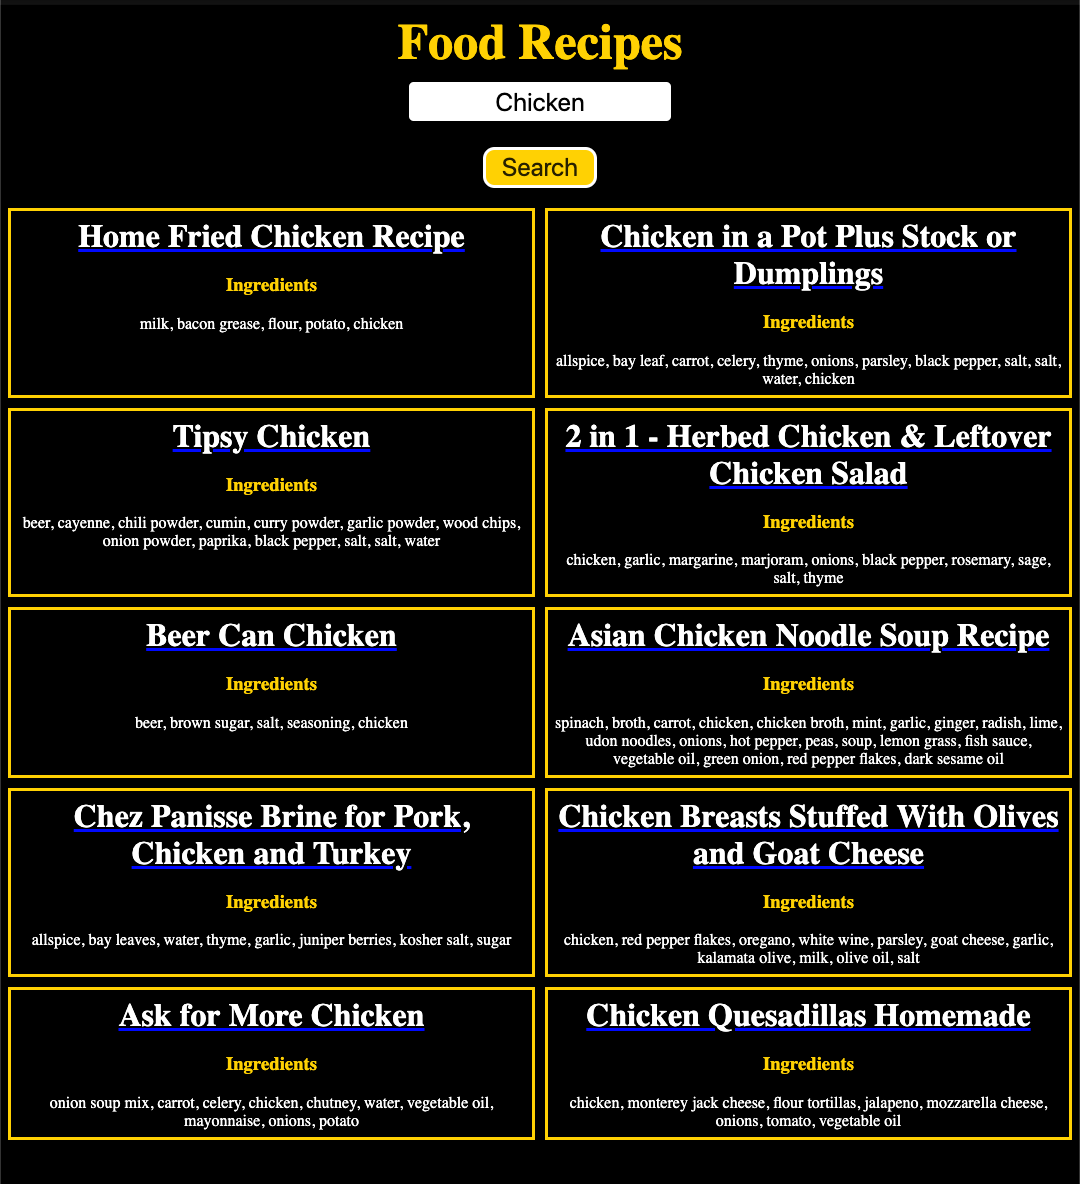 Food Recipes
Chicken
Search
Home Fried Chicken Recipe
Ingredients
milk, bacon grease, flour, potato, chicken
Chicken in a Pot Plus Stock or
Dumplings
Ingredients
allspice, bay leaf, carrot, celery, thyme, onions, parsley, black pepper, salt, salt,
water, chicken
Tipsy Chicken
Ingredients
beer, cayenne, chili powder, cumin, curry powder, garlic powder, wood chips,
onion powder, paprika, black pepper, salt, salt, water
2 in 1 - Herbed Chicken & Leftover
Chicken Salad
Ingredients
chicken, garlic, margarine, marjoram, onions, black pepper, rosemary, sage,
salt, thyme
Beer Can Chicken
Ingredients
beer, brown sugar, salt, seasoning, chicken
Asian Chicken Noodle Soup Recipe
Ingredients
spinach, broth, carrot, chicken, chicken broth, mint, garlic, ginger, radish, lime,
udon noodles, onions, hot pepper, peas, soup, lemon grass, fish sauce,
vegetable oil, green onion, red pepper flakes, dark sesame oil
Chez Panisse Brine for Pork,
Chicken and Turkey
Ingredients
allspice, bay leaves, water, thyme, garlic, juniper berries, kosher salt, sugar
Chicken Breasts Stuffed With Olives
and Goat Cheese
Ingredients
chicken, red pepper flakes, oregano, white wine, parsley, goat cheese, garlic,
kalamata olive, milk, olive oil, salt
Ask for More Chicken
Ingredients
onion soup mix, carrot, celery, chicken, chutney, water, vegetable oil,
mayonnaise, onions, potato
Chicken Quesadillas Homemade
Ingredients
chicken, monterey jack cheese, flour tortillas, jalapeno, mozzarella cheese,
onions, tomato, vegetable oil